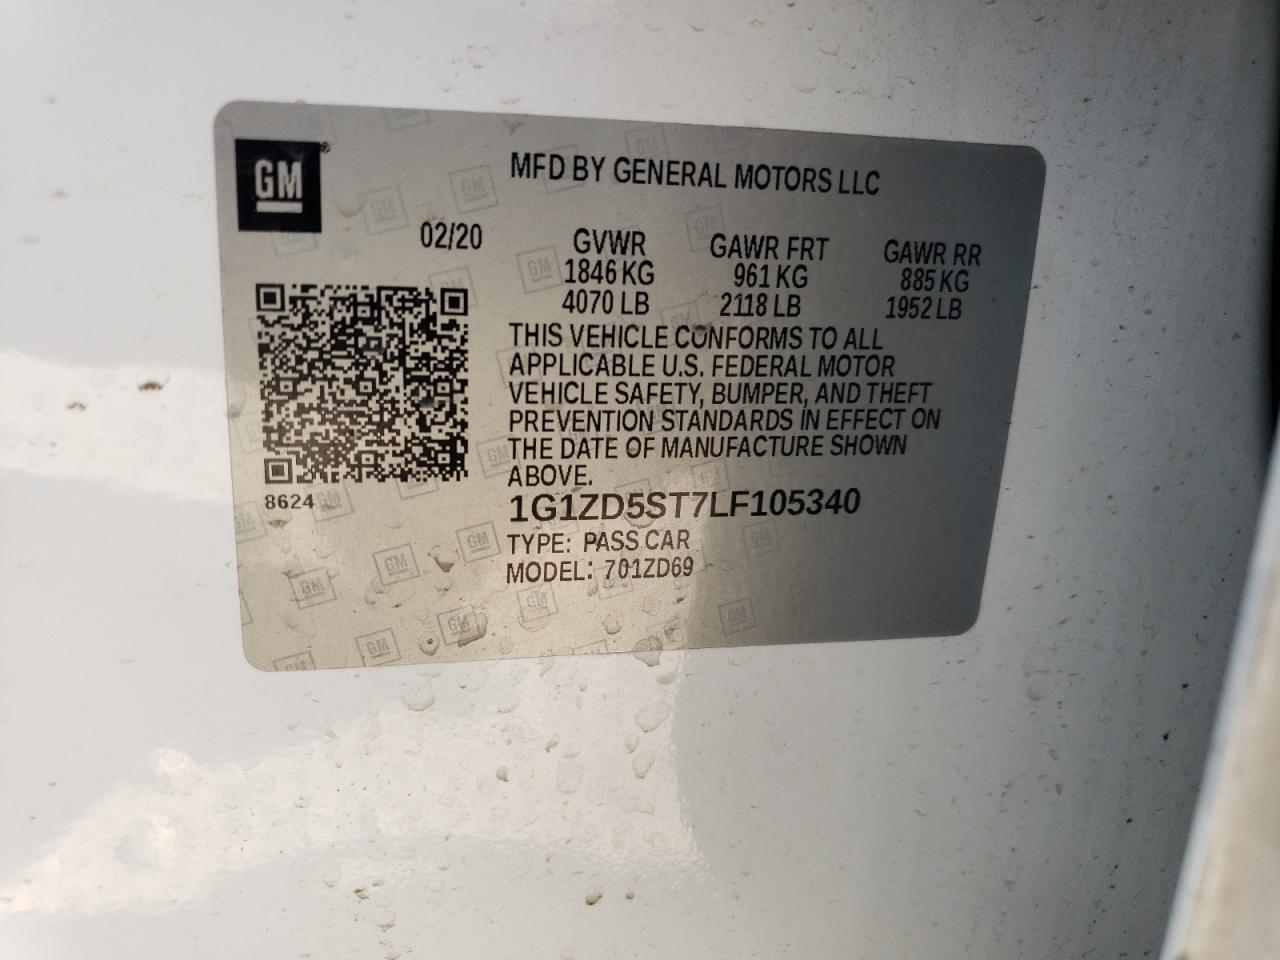 GM®
MFD BY GENERAL MOTORS LLC
02/20
GVWR GAWR FRT GAWR RR
1846 KG 961 KG 885 KG
4070 LB 2118 LB 1952 LB
THIS VEHICLE CONFORMS TO ALL
APPLICABLE U.S. FEDERAL MOTOR
VEHICLE SAFETY, BUMPER, AND THEFT
PREVENTION STANDARDS IN EFFECT ON
THE DATE OF MANUFACTURE SHOWN
ABOVE.
8624
1G1ZD5ST7LF105340
TYPE: PASS CAR
MODEL: 701ZD69